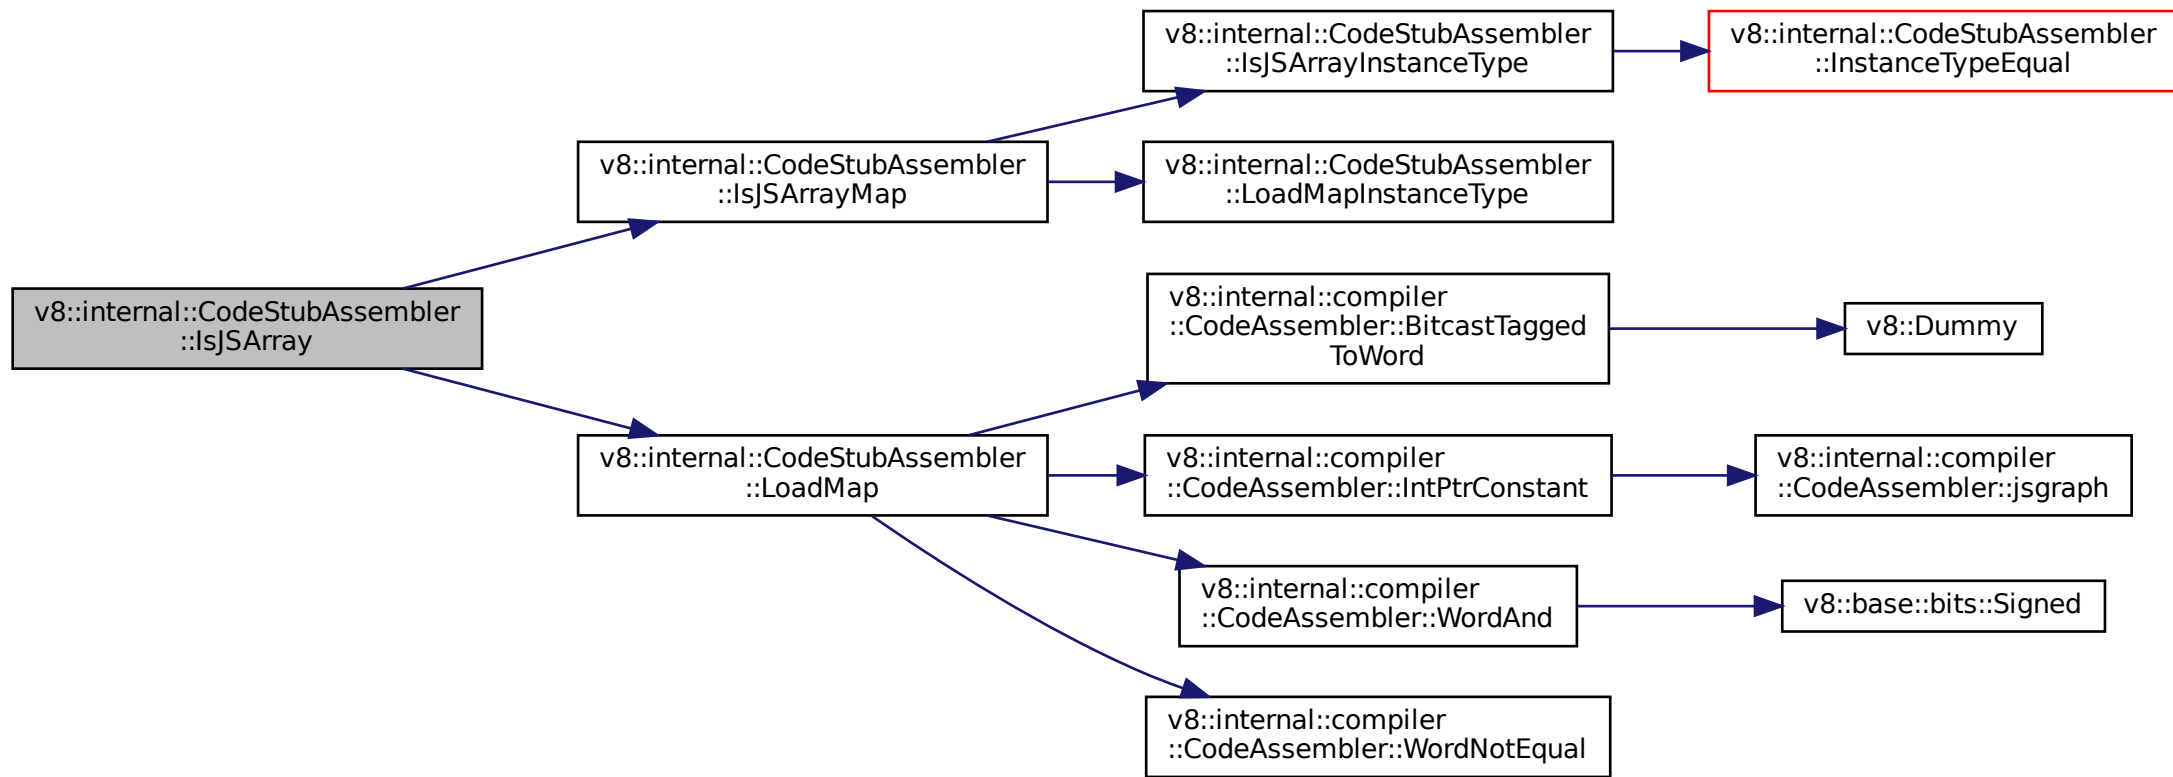 v8::internal::CodeStubAssembler
::IsJSArray
v8::internal::CodeStubAssembler
::IsJSArrayMap
v8::internal::CodeStubAssembler
::IsJSArrayInstanceType
v8::internal::CodeStubAssembler
::InstanceTypeEqual
v8::internal::CodeStubAssembler
::LoadMapInstanceType
v8::internal::CodeStubAssembler
::LoadMap
v8::internal::compiler
::CodeAssembler::BitcastTagged
ToWord
v8::Dummy
v8::internal::compiler
::CodeAssembler::IntPtrConstant
v8::internal::compiler
::CodeAssembler::jsgraph
v8::internal::compiler
::CodeAssembler::WordAnd
v8::base::bits::Signed
v8::internal::compiler
::CodeAssembler::WordNotEqual